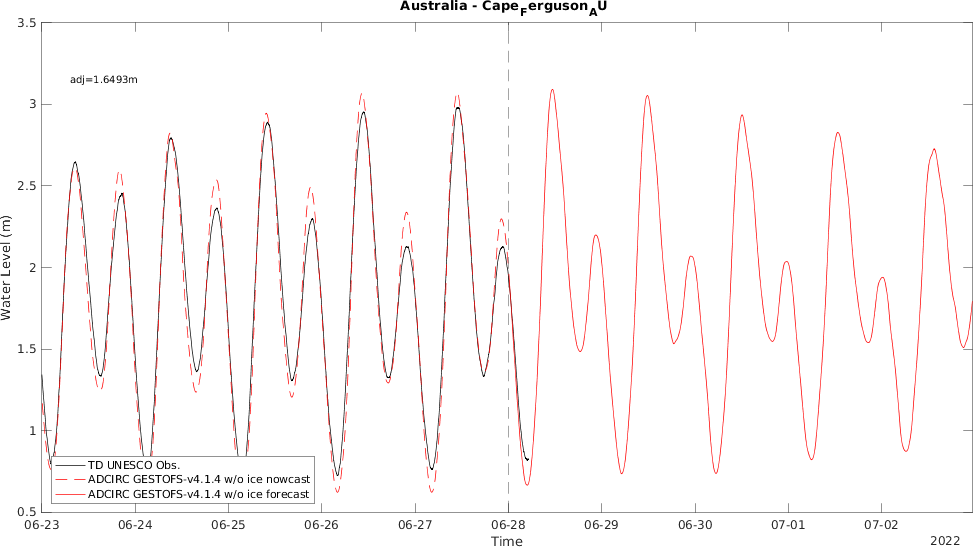 Australia - Cape_Ferguson_AU
3.5
adj=1.6493m
3
2.5
2
1.5
1
0.5
Water Level (m)
TD UNESCO Obs.
ADCIRC GESTOFS-v4.1.4 w/o ice nowcast
ADCIRC GESTOFS-v4.1.4 w/o ice forecast
06-23 06-24 06-25 06-26 06-27 06-28 06-29 06-30 07-01 07-02
Time
2022